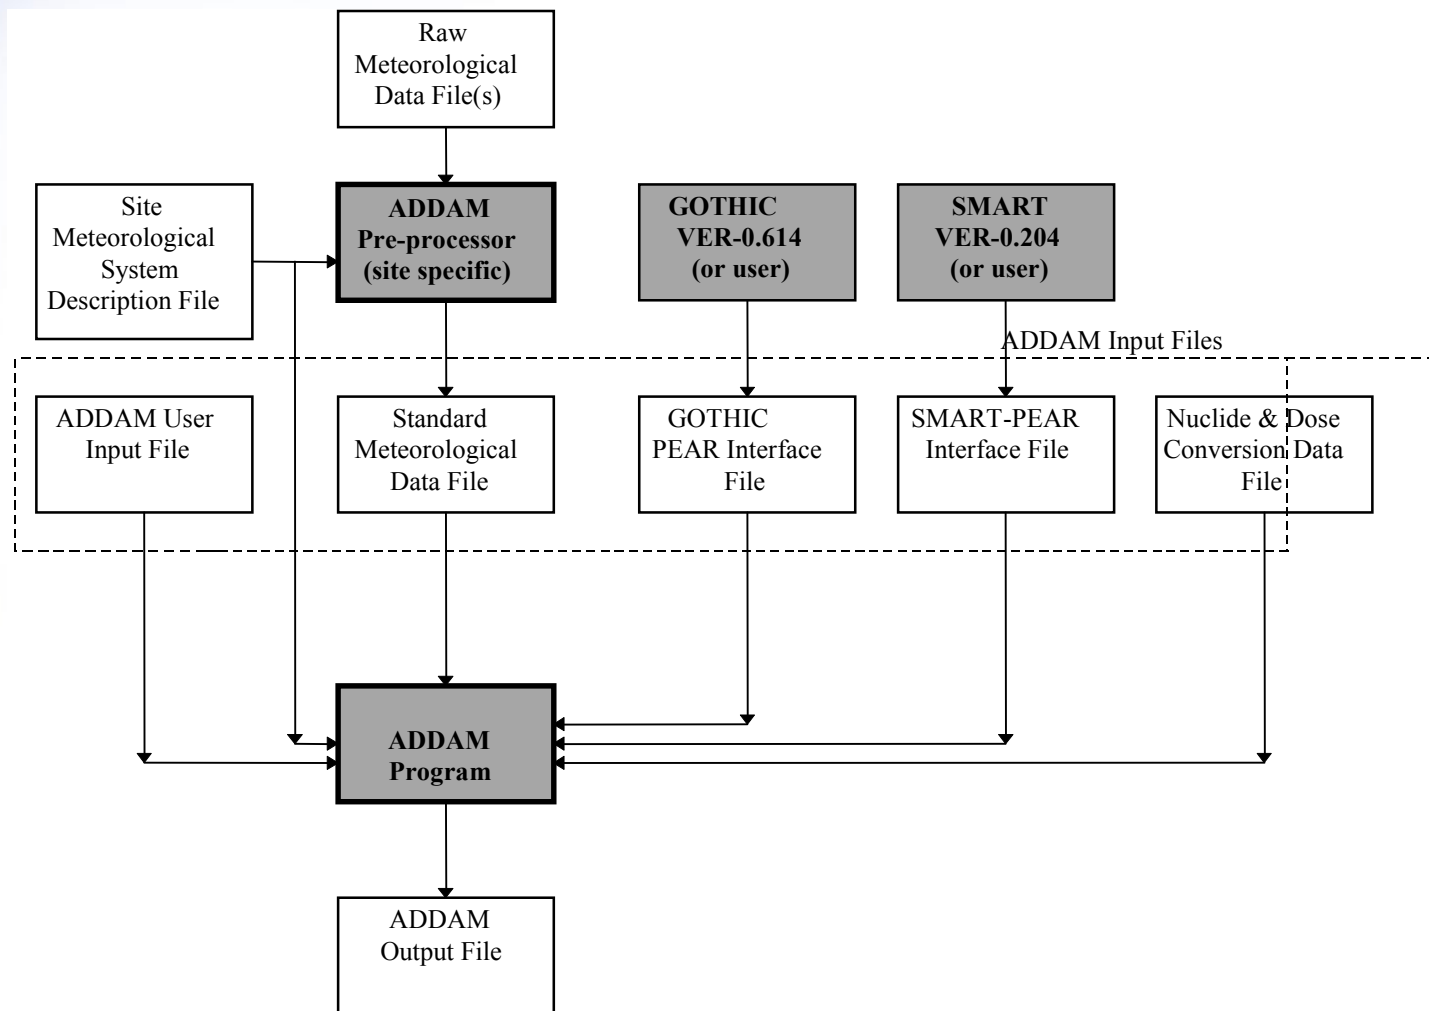 Raw
Meteorological
Data File(s)
Site
Meteorological
System
Description File
ADDAM
Pre-processor
(site specific)
GOTHIC
VER-0.614
(or user)
SMART
VER-0.204
(or user)
ADDAM Input Files
ADDAM User
Input File
Standard
Meteorological
Data File
GOTHIC
PEAR Interface
File
SMART-PEAR
Interface File
Nuclide & Dose
Conversion Data
File
ADDAM
Program
ADDAM
Output File